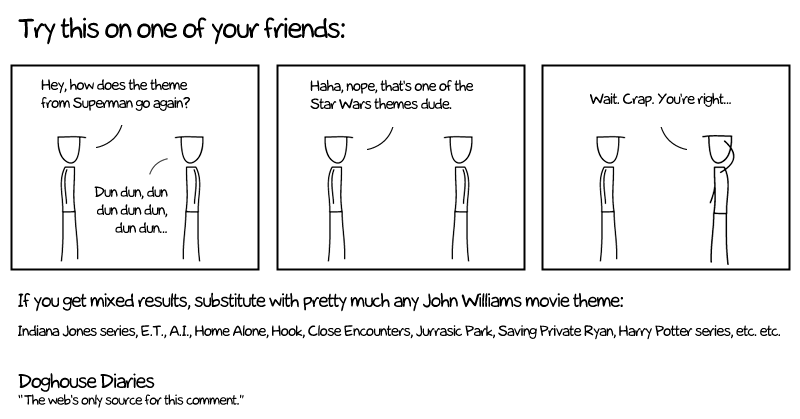 Try this on one of your friends:
Hey, how does the theme
from Superman go again?
Dun dun, dun
dun dun dun,
dun dun...
Haha, nope, that's one of the
Star Wars themes dude.
Wait. Crap. You're right...
If you get mixed results, substitute with pretty much any John Williams movie theme:
Indiana Jones series, E.T., A.I., Home Alone, Hook, Close Encounters, Jurrasic Park, Saving Private Ryan, Harry Potter series, etc. etc.
Doghouse Diaries
"The web's only source for this comment."